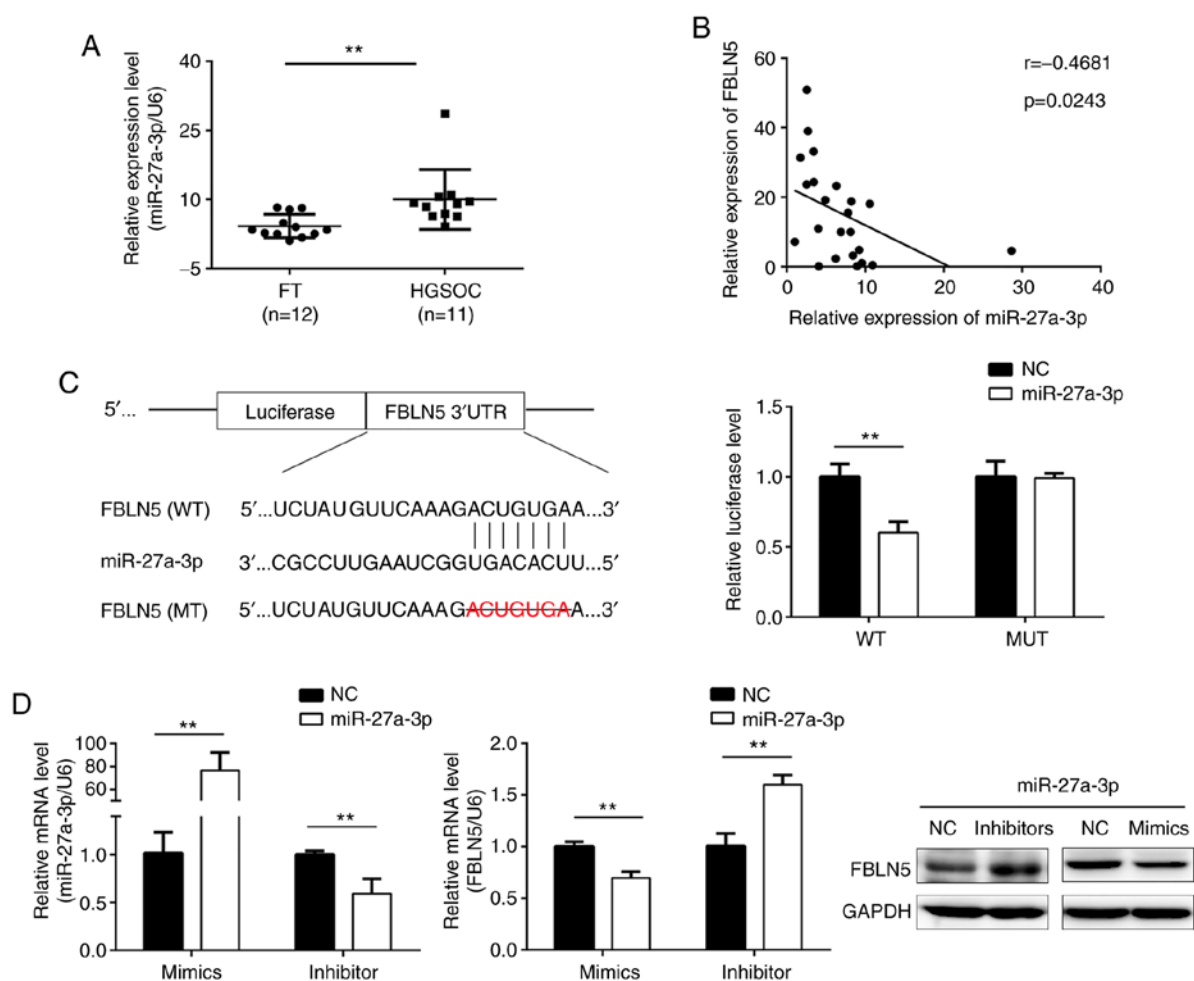 A
Relative expression level
(miR-27a-3p/U6)
40
25
10
−5
**
FT
(n=12)
HGSOC
(n=11)
B
Relative expression of FBLN5
60
40
20
0
r=−0.4681
p=0.0243
0
10
20
30
40
Relative expression of miR-27a-3p
C
5′...
Luciferase
FBLN5 3′UTR
FBLN5 (WT) 5′...UCUAUGUUCAAAGACUGUGAA...3′
miR-27a-3p 3′...CGCCUUGAAUCGGUGACACUU...5′
FBLN5 (MT) 5′...UCUAUGUUCAAAGACUGUGAA...3′
NC
miR-27a-3p
Relative luciferase level
1.5
1.0
0.5
0.0
**
WT
MUT
D
NC
miR-27a-3p
Relative mRNA level
(miR-27a-3p/U6)
100
80
60
1.0
0.5
0.0
**
**
Mimics
Inhibitor
NC
miR-27a-3p
Relative mRNA level
(FBLN5/U6)
2.0
1.5
1.0
0.5
0.0
**
**
Mimics
Inhibitor
miR-27a-3p
NC Inhibitors NC Mimics
FBLN5
GAPDH